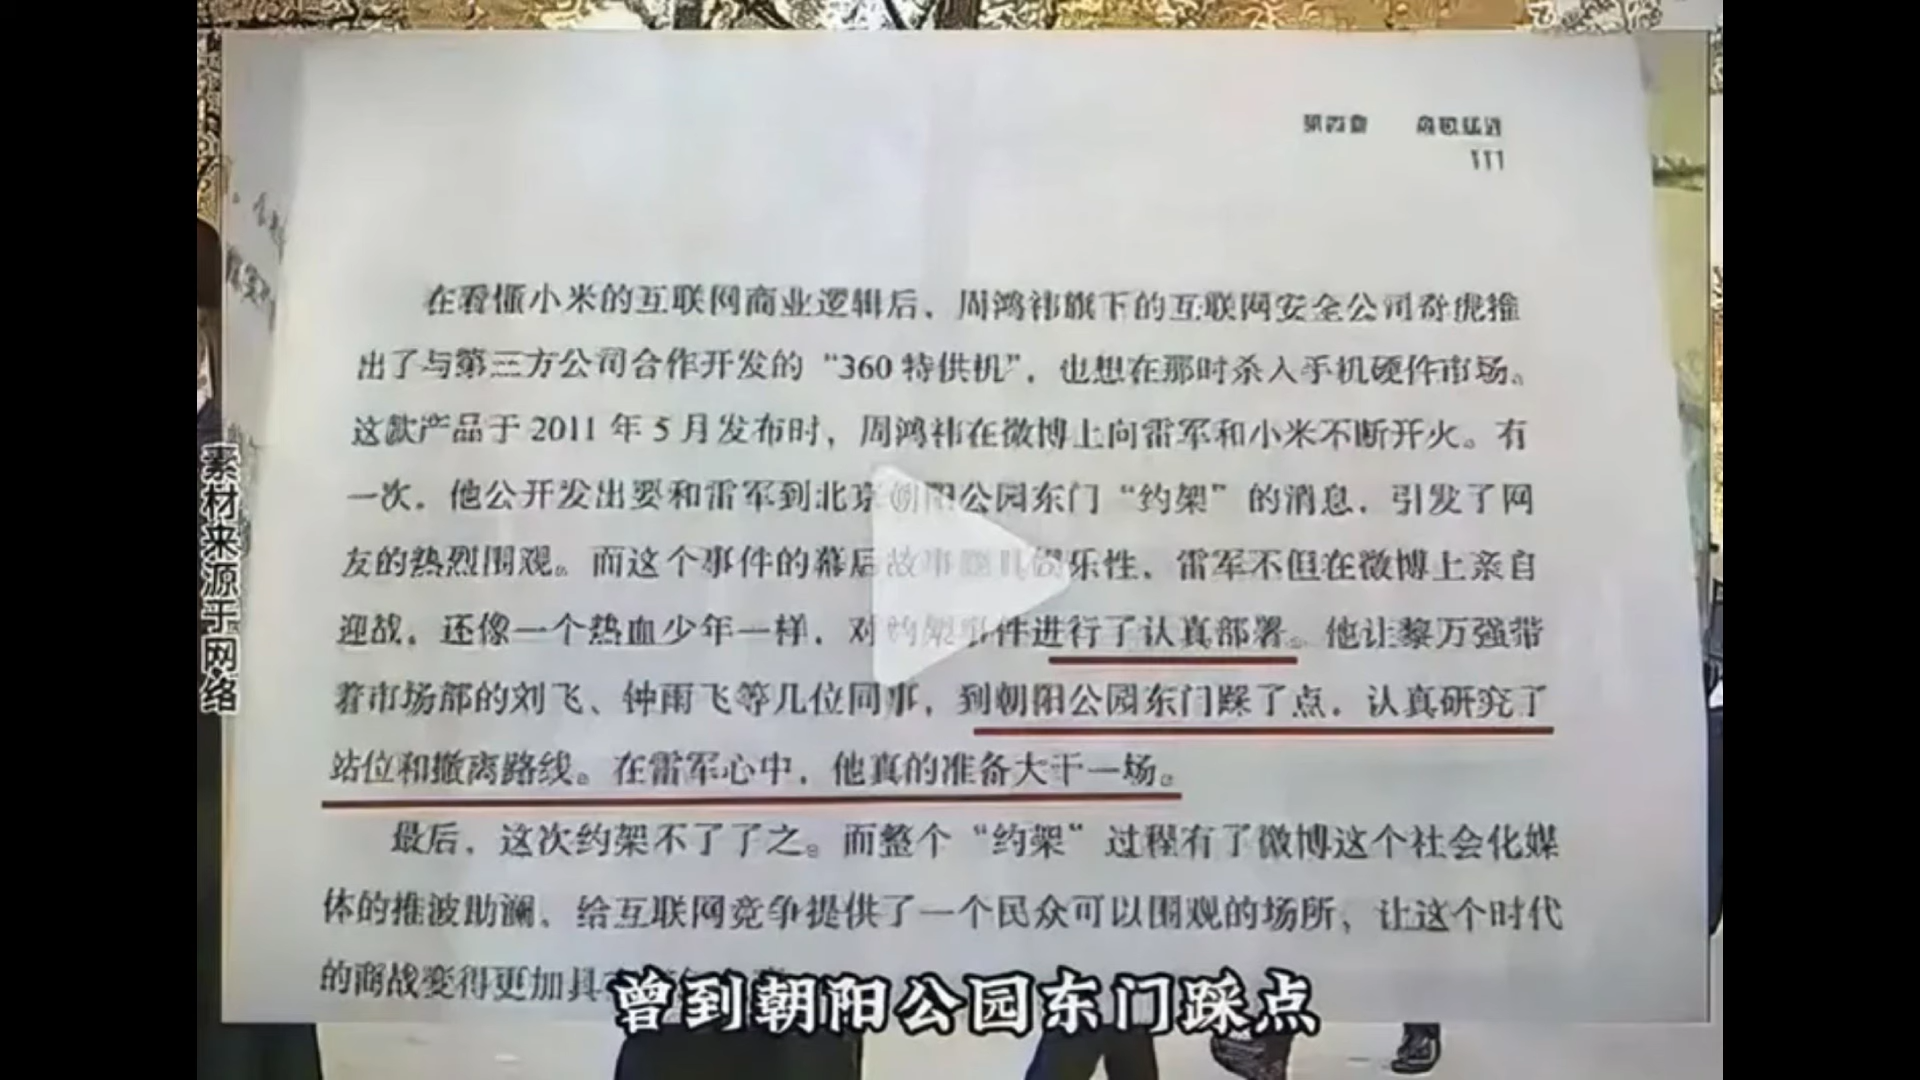 第四章
111
在看懂小米的互联网商业逻辑后，周鸿祎旗下的互联网安全公司奇虎推
出了与第三方公司合作开发的“360特供机”，也想在那时杀入手机硬件市场。
这款产品于2011年5月发布时，周鸿祎在微博上向雷军和小米不断开火。有
一次，他公开发出要和雷军到北京朝阳公园东门“约架”的消息，引发了网
友的热烈围观。而这个事件的幕后故事 乐性，雷军不但在微博上亲自
迎战，还像一个热血少年一样，对约架事件进行了认真部署。他让黎万强带
着市场部的刘飞、钟雨飞等几位同事，到朝阳公园东门踩了点，认真研究了
站位和撤离路线。在雷军心中，他真的准备大干一场。
最后，这次约架不了了之。而整个“约架”过程有了微博这个社会化媒
体的推波助澜，给互联网竞争提供了一个民众可以围观的场所，让这个时代
的商战变得更加具
曾到朝阳公园东门踩点
素材来源于网络